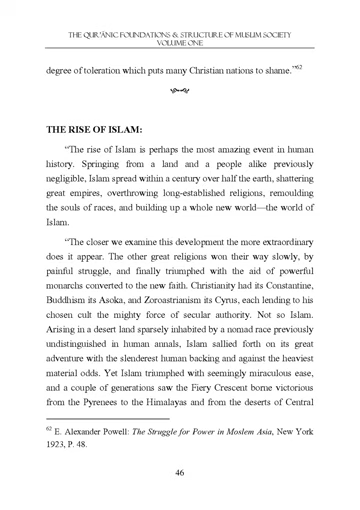 THE QUR'ĀNIC FOUNDATIONS & STRUCTURE OF MUSLIM SOCIETY
VOLUME ONE
degree of toleration which puts many Christian nations to shame.”62
THE RISE OF ISLAM:
“The rise of Islam is perhaps the most amazing event in human
history. Springing from a land and a people alike previously
negligible, Islam spread within a century over half the earth, shattering
great empires, overthrowing long-established religions, remoulding
the souls of races, and building up a whole new world—the world of
Islam.
“The closer we examine this development the more extraordinary
does it appear. The other great religions won their way slowly, by
painful struggle, and finally triumphed with the aid of powerful
monarchs converted to the new faith. Christianity had its Constantine,
Buddhism its Asoka, and Zoroastrianism its Cyrus, each lending to his
chosen cult the mighty force of secular authority. Not so Islam.
Arising in a desert land sparsely inhabited by a nomad race previously
undistinguished in human annals, Islam sallied forth on its great
adventure with the slenderest human backing and against the heaviest
material odds. Yet Islam triumphed with seemingly miraculous ease,
and a couple of generations saw the Fiery Crescent borne victorious
from the Pyrenees to the Himalayas and from the deserts of Central
62 E. Alexander Powell: The Struggle for Power in Moslem Asia, New York
1923, P. 48.
46